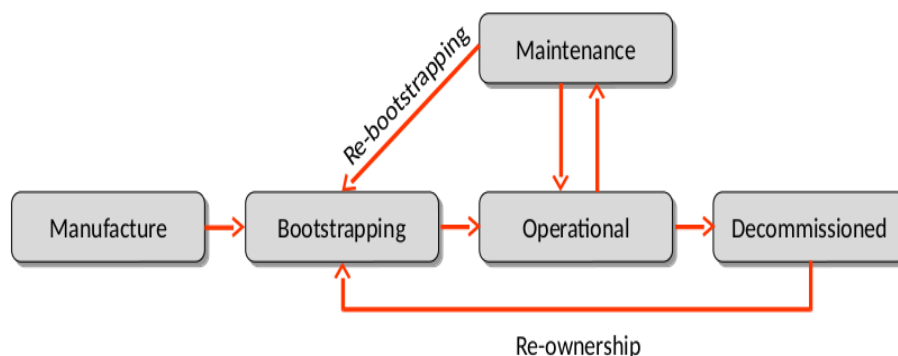 Maintenance
Re-bootstrapping
Manufacture
Bootstrapping
Operational
Decommissioned
Re-ownership